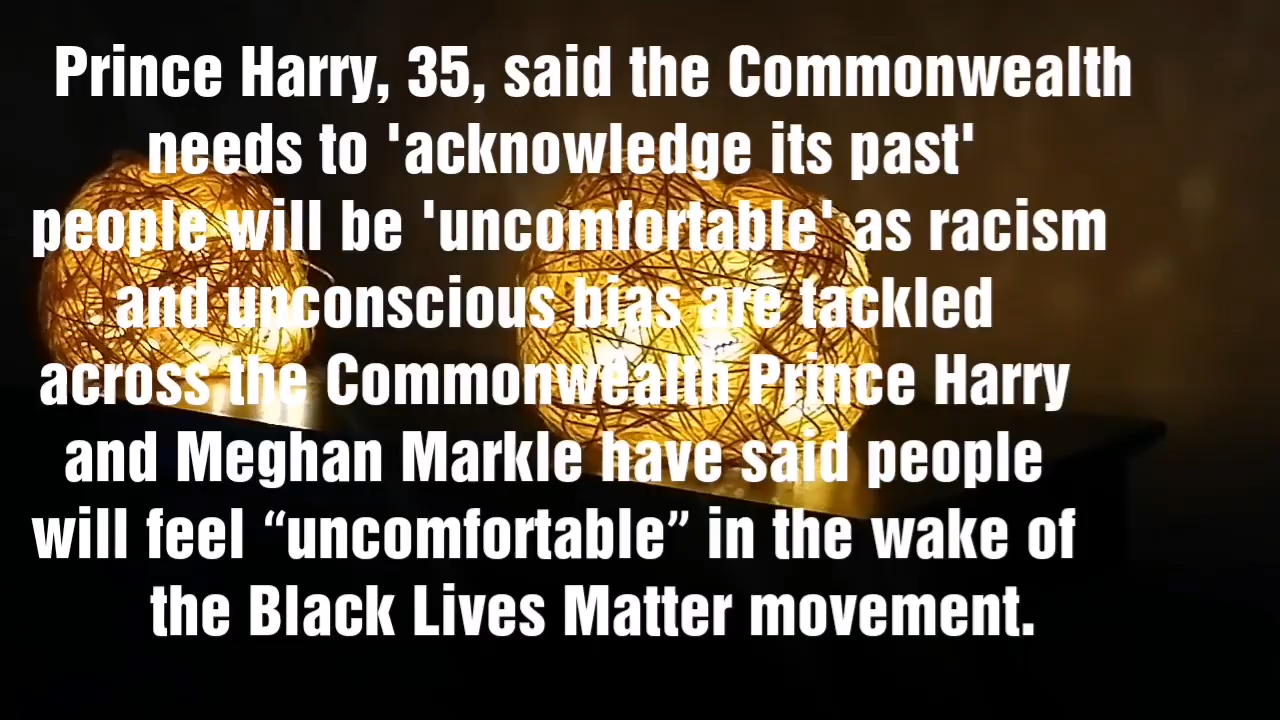 Prince Harry, 35, said the Commonwealth
needs to 'acknowledge its past'
people will be 'uncomfortable' as racism
and unconscious bias are tackled
across the Commonwealth Prince Harry
and Meghan Markle have said people
will feel “uncomfortable” in the wake of
the Black Lives Matter movement.